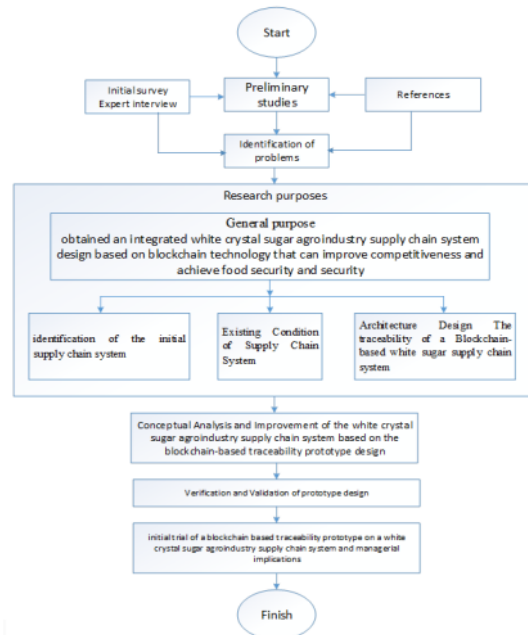 Start
Initial survey
Expert interview
Preliminary
studies
References
Identification of
problems
Research purposes
General purpose
obtained an integrated white crystal sugar agroindustry supply chain system
design based on blockchain technology that can improve competitiveness and
achieve food security and security
identification of the initial
supply chain system
Existing Condition
of Supply Chain
System
Architecture Design The
traceability of a Blockchain-
based white sugar supply chain
system
Conceptual Analysis and Improvement of the white crystal
sugar agroindustry supply chain system based on the
blockchain-based traceability prototype design
Verification and Validation of prototype design
initial trial of a blockchain based traceability prototype on a white
crystal sugar agroindustry supply chain system and managerial
implications
Finish